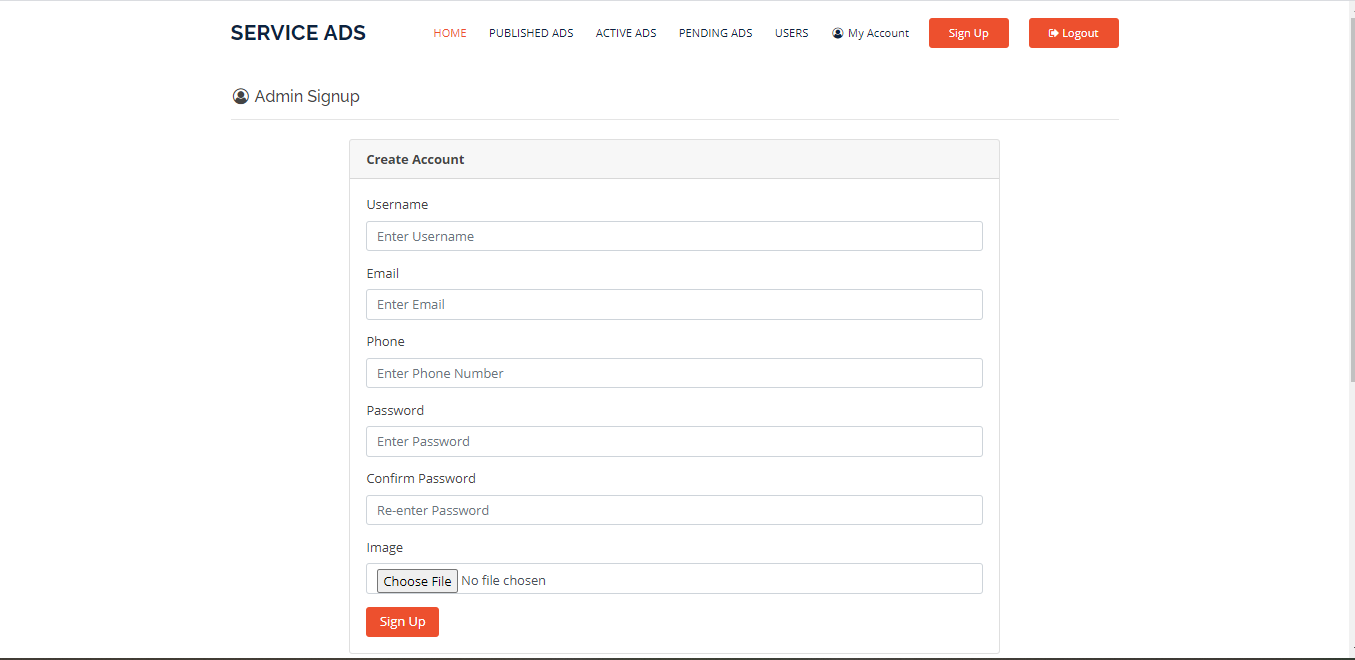 SERVICE ADS HOME PUBLISHED ADS ACTIVE ADS PENDING ADS USERS My Account Sign Up Logout
Admin Signup
Create Account
Username
Enter Username
Email
Enter Email
Phone
Enter Phone Number
Password
Enter Password
Confirm Password
Re-enter Password
Image
Choose File No file chosen
Sign Up